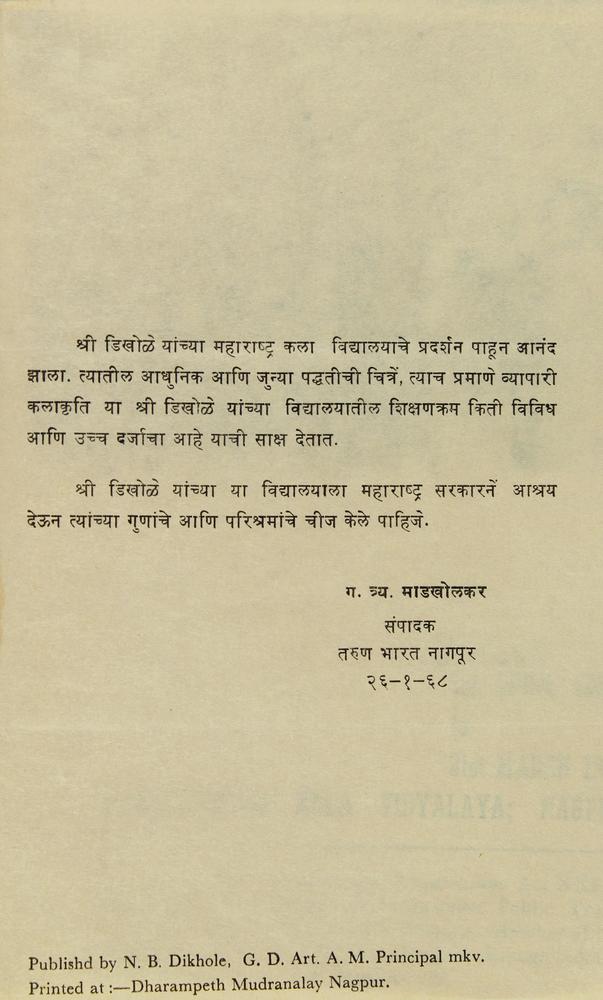 श्री डिखोळे यांच्या महाराष्ट्र कला विद्यालयाचे प्रदर्शन पाहून आनंद
झाला. त्यातील आधुनिक आणि जुन्या पद्धतीची चित्रें, त्याच प्रमाणे व्यापारी
कलाकृति या श्री डिखोळे यांच्या विद्यालयातील शिक्षणक्रम किती विविध
आणि उच्च दर्जाचा आहे याची साक्ष देतात.
श्री डिखोळे यांच्या या विद्यालयाला महाराष्ट्र सरकारनें आश्रय
देऊन त्यांच्या गुणांचे आणि परिश्रमांचे चीज केले पाहिजे.
ग. त्र्य. माडखोलकर
संपादक
तरुण भारत नागपूर
२६-१-६८
Publishd by N. B. Dikhole, G. D. Art. A. M. Principal mkv.
Printed at :—Dharampeth Mudranalay Nagpur.